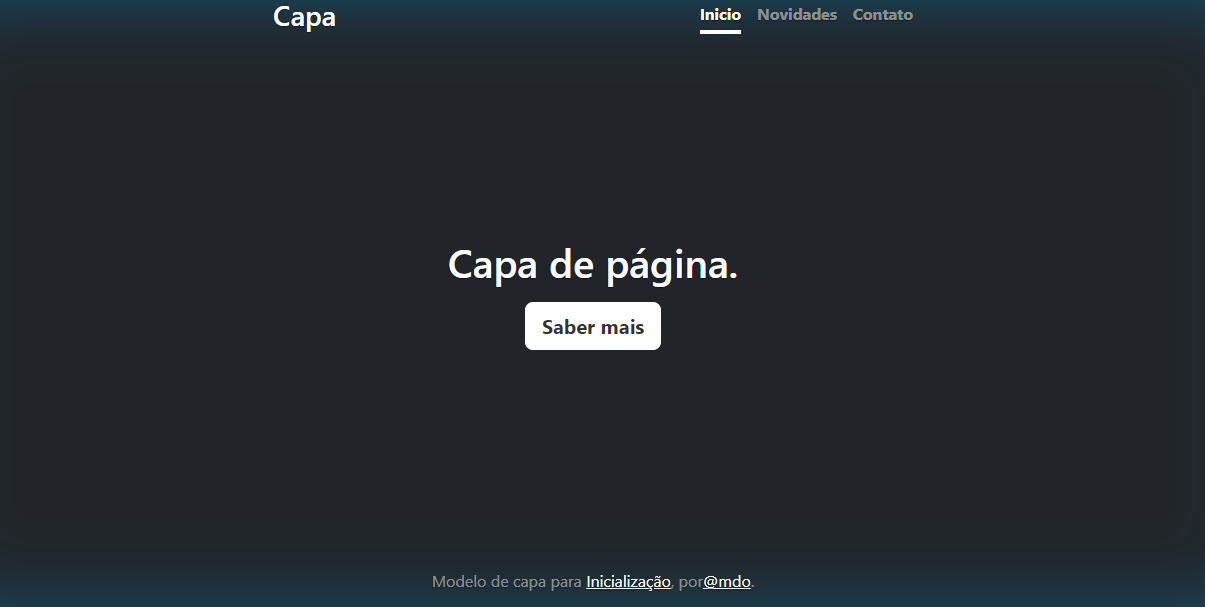 Capa
Inicio Novidades Contato
Capa de página.
Saber mais
Modelo de capa para Inicialização, por@mdo.